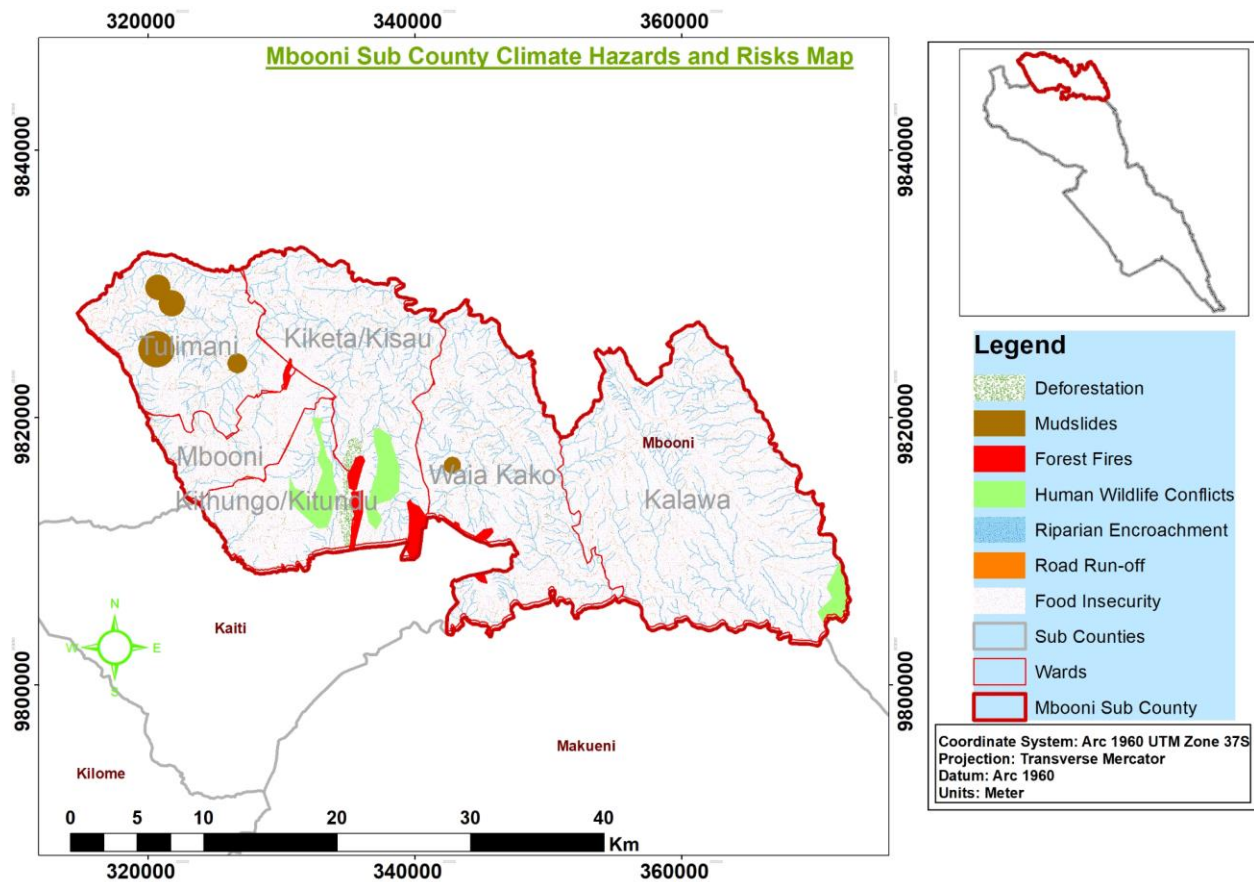 320000 340000 360000
Mbooni Sub County Climate Hazards and Risks Map
9840000 9840000
Kiketa/Kisau
Tulimani
9820000 9820000
Mbooni
Mbooni
Waia Kako
Kithungo/Kitundu
Kalawa
N
W E
S
Kaiti
9800000 9800000
Makueni
Kilome
0 5 10 20 30 40
Km
320000 340000 360000
Legend
Deforestation
Mudslides
Forest Fires
Human Wildlife Conflicts
Riparian Encroachment
Road Run-off
Food Insecurity
Sub Counties
Wards
Mbooni Sub County
Coordinate System: Arc 1960 UTM Zone 37S
Projection: Transverse Mercator
Datum: Arc 1960
Units: Meter